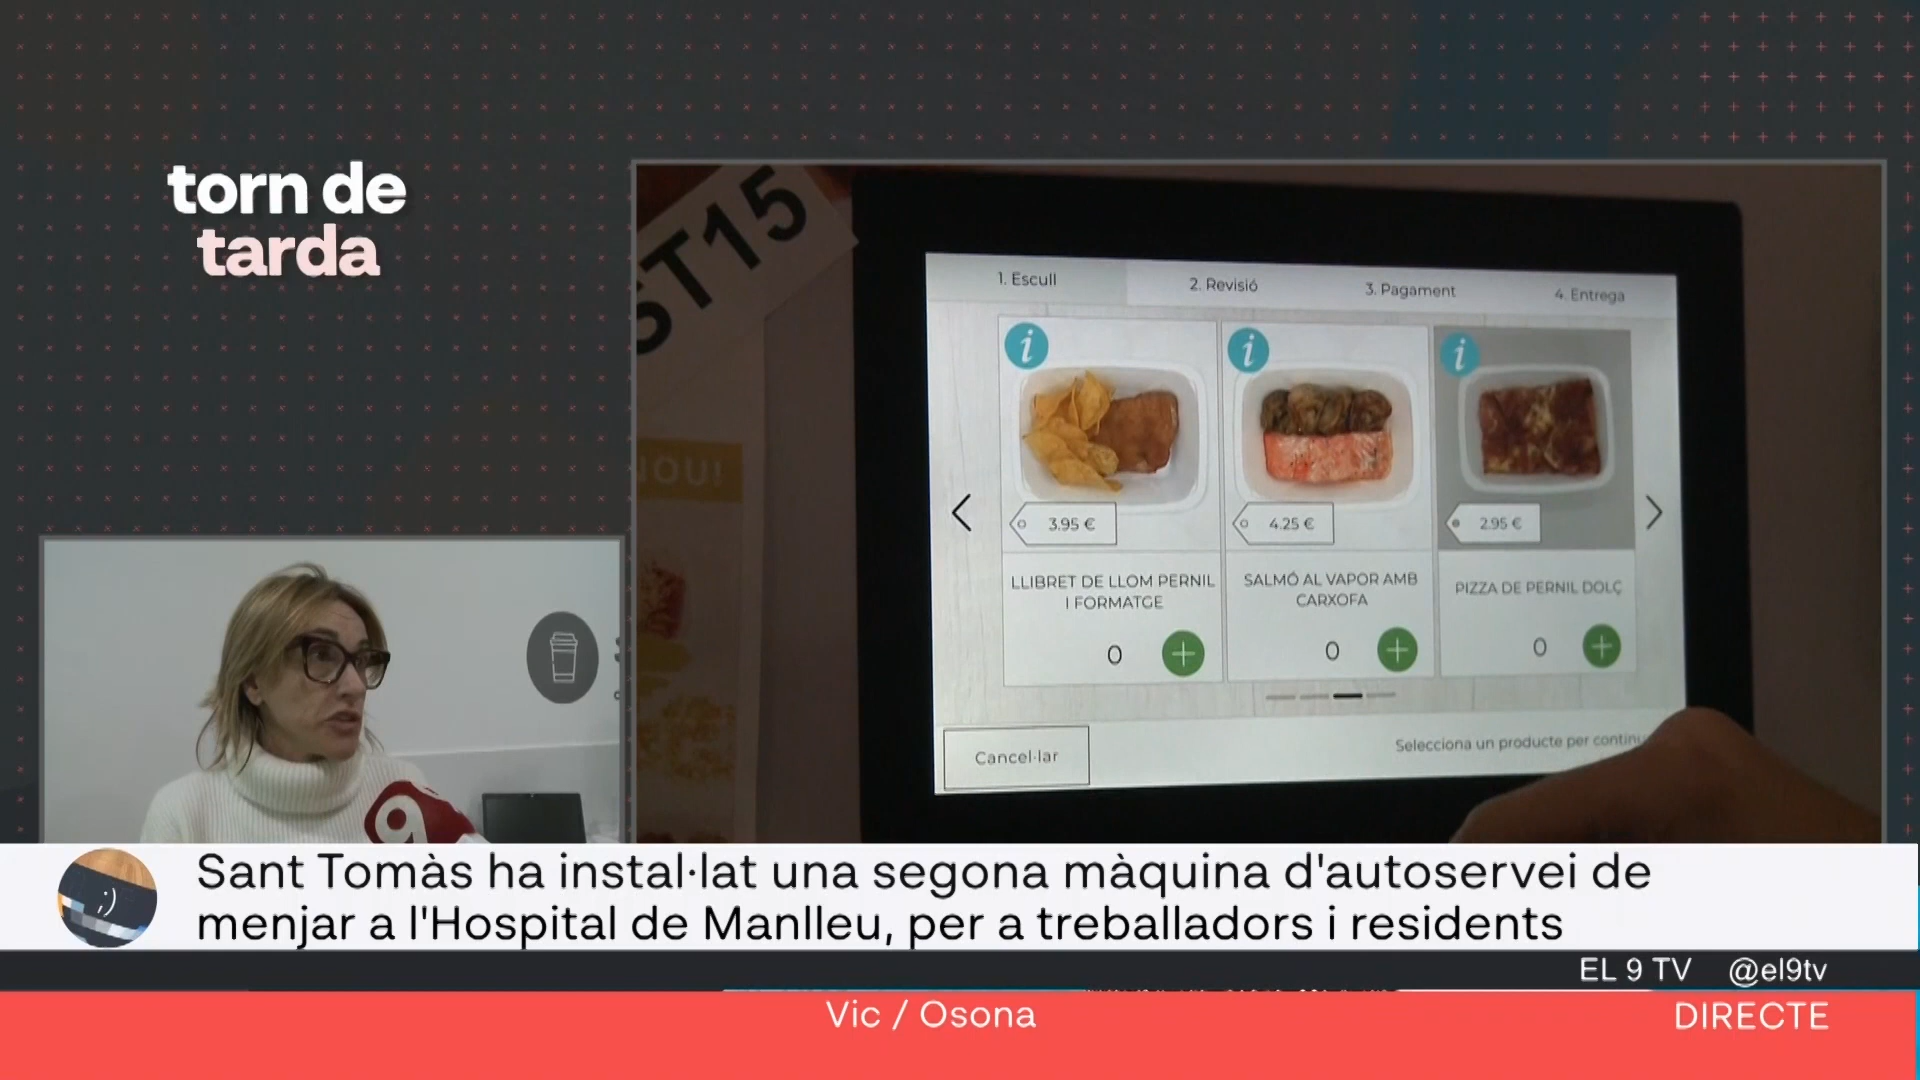 torn de
tarda
ST15
NOU!
1. Escull
2. Revisió
3. Pagament
4. Entrega
i
i
i
3.95 €
4.25 €
2.95 €
LLIBRET DE LLOM PERNIL
I FORMATGE
SALMÓ AL VAPOR AMB
CARXOFA
PIZZA DE PERNIL DOLÇ
0
0
0
Cancel·lar
Selecciona un producte per
9
;)
Sant Tomàs ha instal·lat una segona màquina d'autoservei de
menjar a l'Hospital de Manlleu, per a treballadors i residents
EL 9 TV @el9tv
Vic / Osona
DIRECTE